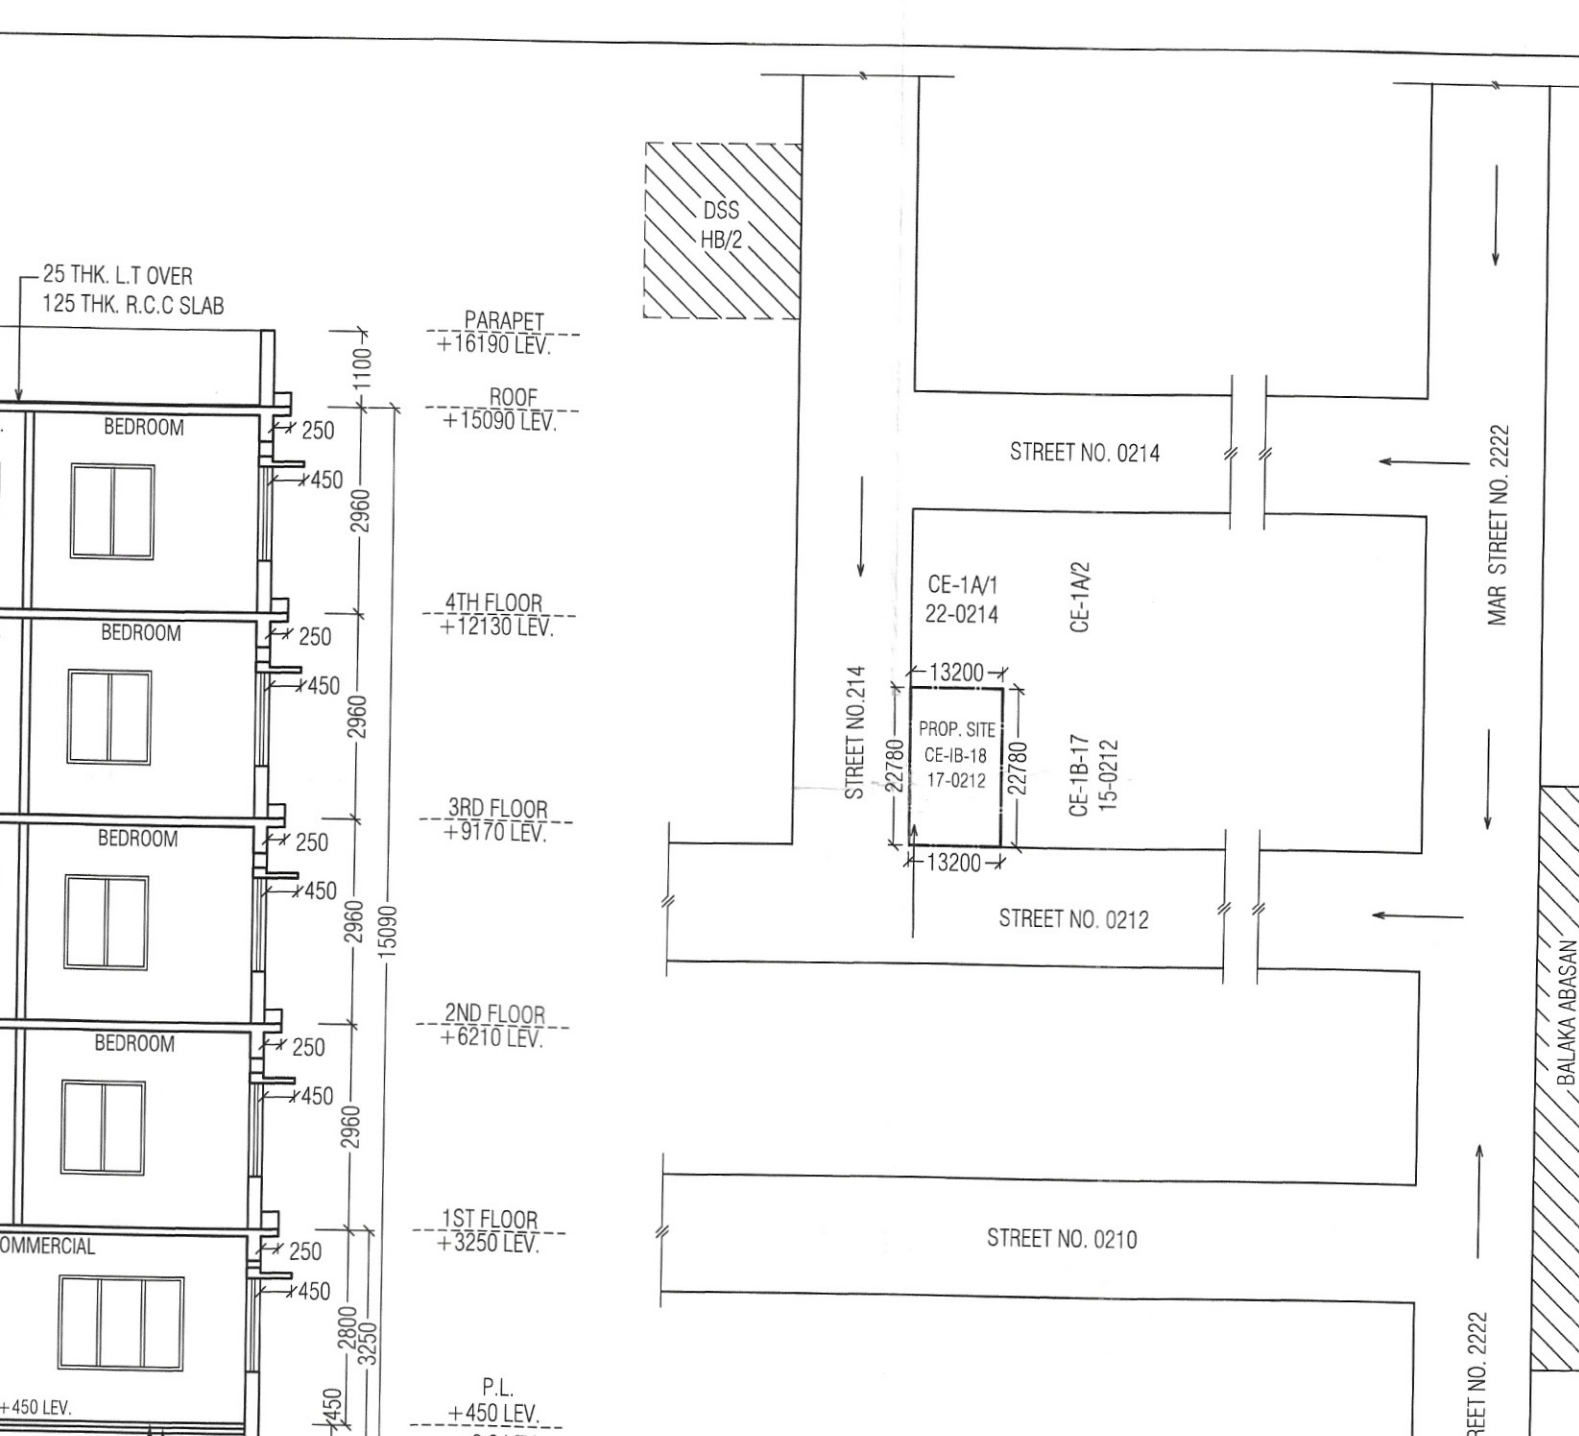 25 THK. L.T OVER
125 THK. R.C.C SLAB
PARAPET
+16190 LEV.
1100
ROOF
+15090 LEV.
BEDROOM
250
450
2960
4TH FLOOR
+12130 LEV.
BEDROOM
250
450
2960
3RD FLOOR
+9170 LEV.
BEDROOM
250
450
2960
15090
2ND FLOOR
+6210 LEV.
BEDROOM
250
450
2960
1ST FLOOR
+3250 LEV.
OMMERCIAL
250
450
2800
3250
450
+450 LEV.
P.L.
+450 LEV.
DSS
HB/2
STREET NO. 0214
MAR STREET NO. 2222
CE-1A/1
22-0214
CE-1A/2
STREET NO.214
13200
22780
PROP. SITE
CE-IB-18
17-0212
22780
13200
CE-1B-17
15-0212
STREET NO. 0212
BALAKA ABASAN
STREET NO. 0210
REET NO. 2222